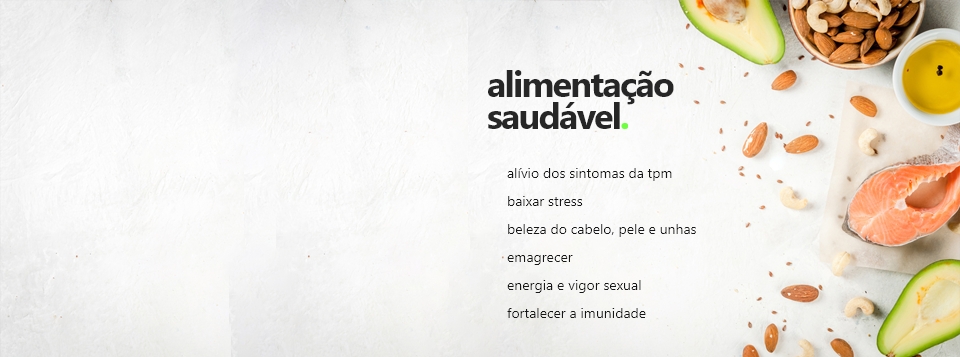 alimentação
saudável.
alívio dos sintomas da tpm
baixar stress
beleza do cabelo, pele e unhas
emagrecer
energia e vigor sexual
fortalecer a imunidade